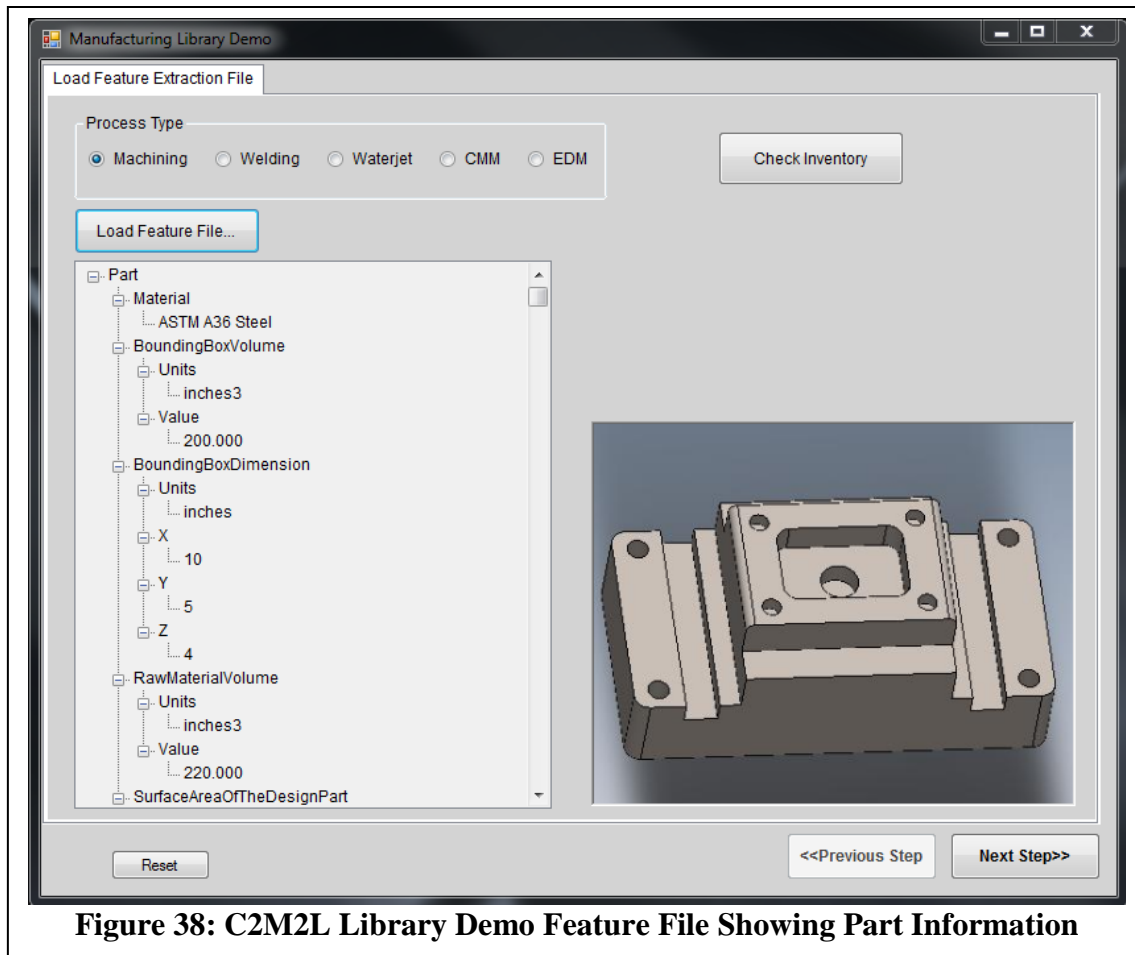 Manufacturing Library Demo
Load Feature Extraction File
Process Type
Machining Welding Waterjet CMM EDM
Check Inventory
Load Feature File...
Part
Material
ASTM A36 Steel
BoundingBoxVolume
Units
inches3
Value
200.000
BoundingBoxDimension
Units
inches
X
10
Y
5
Z
4
RawMaterialVolume
Units
inches3
Value
220.000
SurfaceAreaOfTheDesignPart
Reset
<<Previous Step Next Step>>
Figure 38: C2M2L Library Demo Feature File Showing Part Information